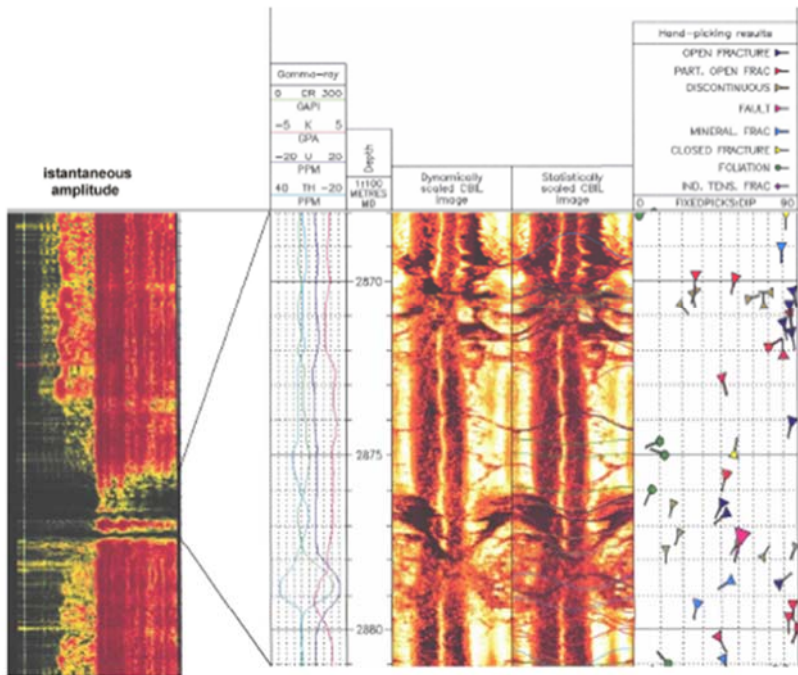 istantaneous
amplitude
Gamma-ray
0 CR 300
GAPI
-5 K 5
GPA
-20 U 20
PPM
40 TH -20
PPM
Depth
1:100
METRES
MD
Dynamically
scaled CBIL
Image
Statistically
scaled CBIL
Image
Hand-picking results
OPEN FRACTURE
PART. OPEN FRAC
DISCONTINUOUS
FAULT
MINERAL. FRAC
CLOSED FRACTURE
FOLIATION
IND. TENS. FRAC
0 FIXEDPICKS:DIP 90
2870
2875
2880